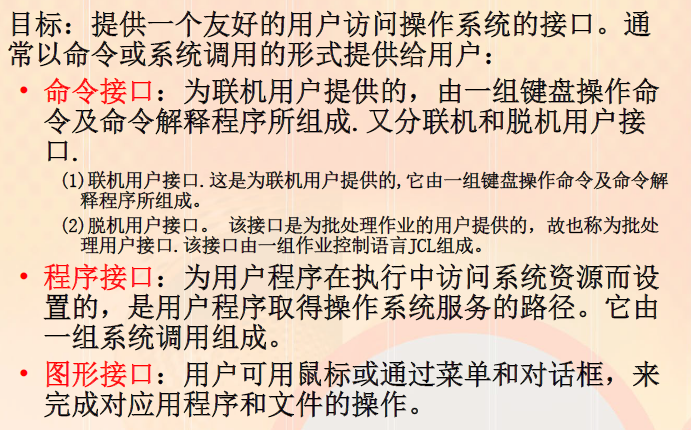 目标：提供一个友好的用户访问操作系统的接口。通
常以命令或系统调用的形式提供给用户：
• 命令接口：为联机用户提供的，由一组键盘操作命
令及命令解释程序所组成.又分联机和脱机用户接
口.
(1)联机用户接口.这是为联机用户提供的,它由一组键盘操作命令及命令解
释程序所组成。
(2)脱机用户接口。 该接口是为批处理作业的用户提供的，故也称为批处
理用户接口.该接口由一组作业控制语言JCL组成。
• 程序接口：为用户程序在执行中访问系统资源而设
置的，是用户程序取得操作系统服务的路径。它由
一组系统调用组成。
• 图形接口：用户可用鼠标或通过菜单和对话框，来
完成对应用程序和文件的操作。